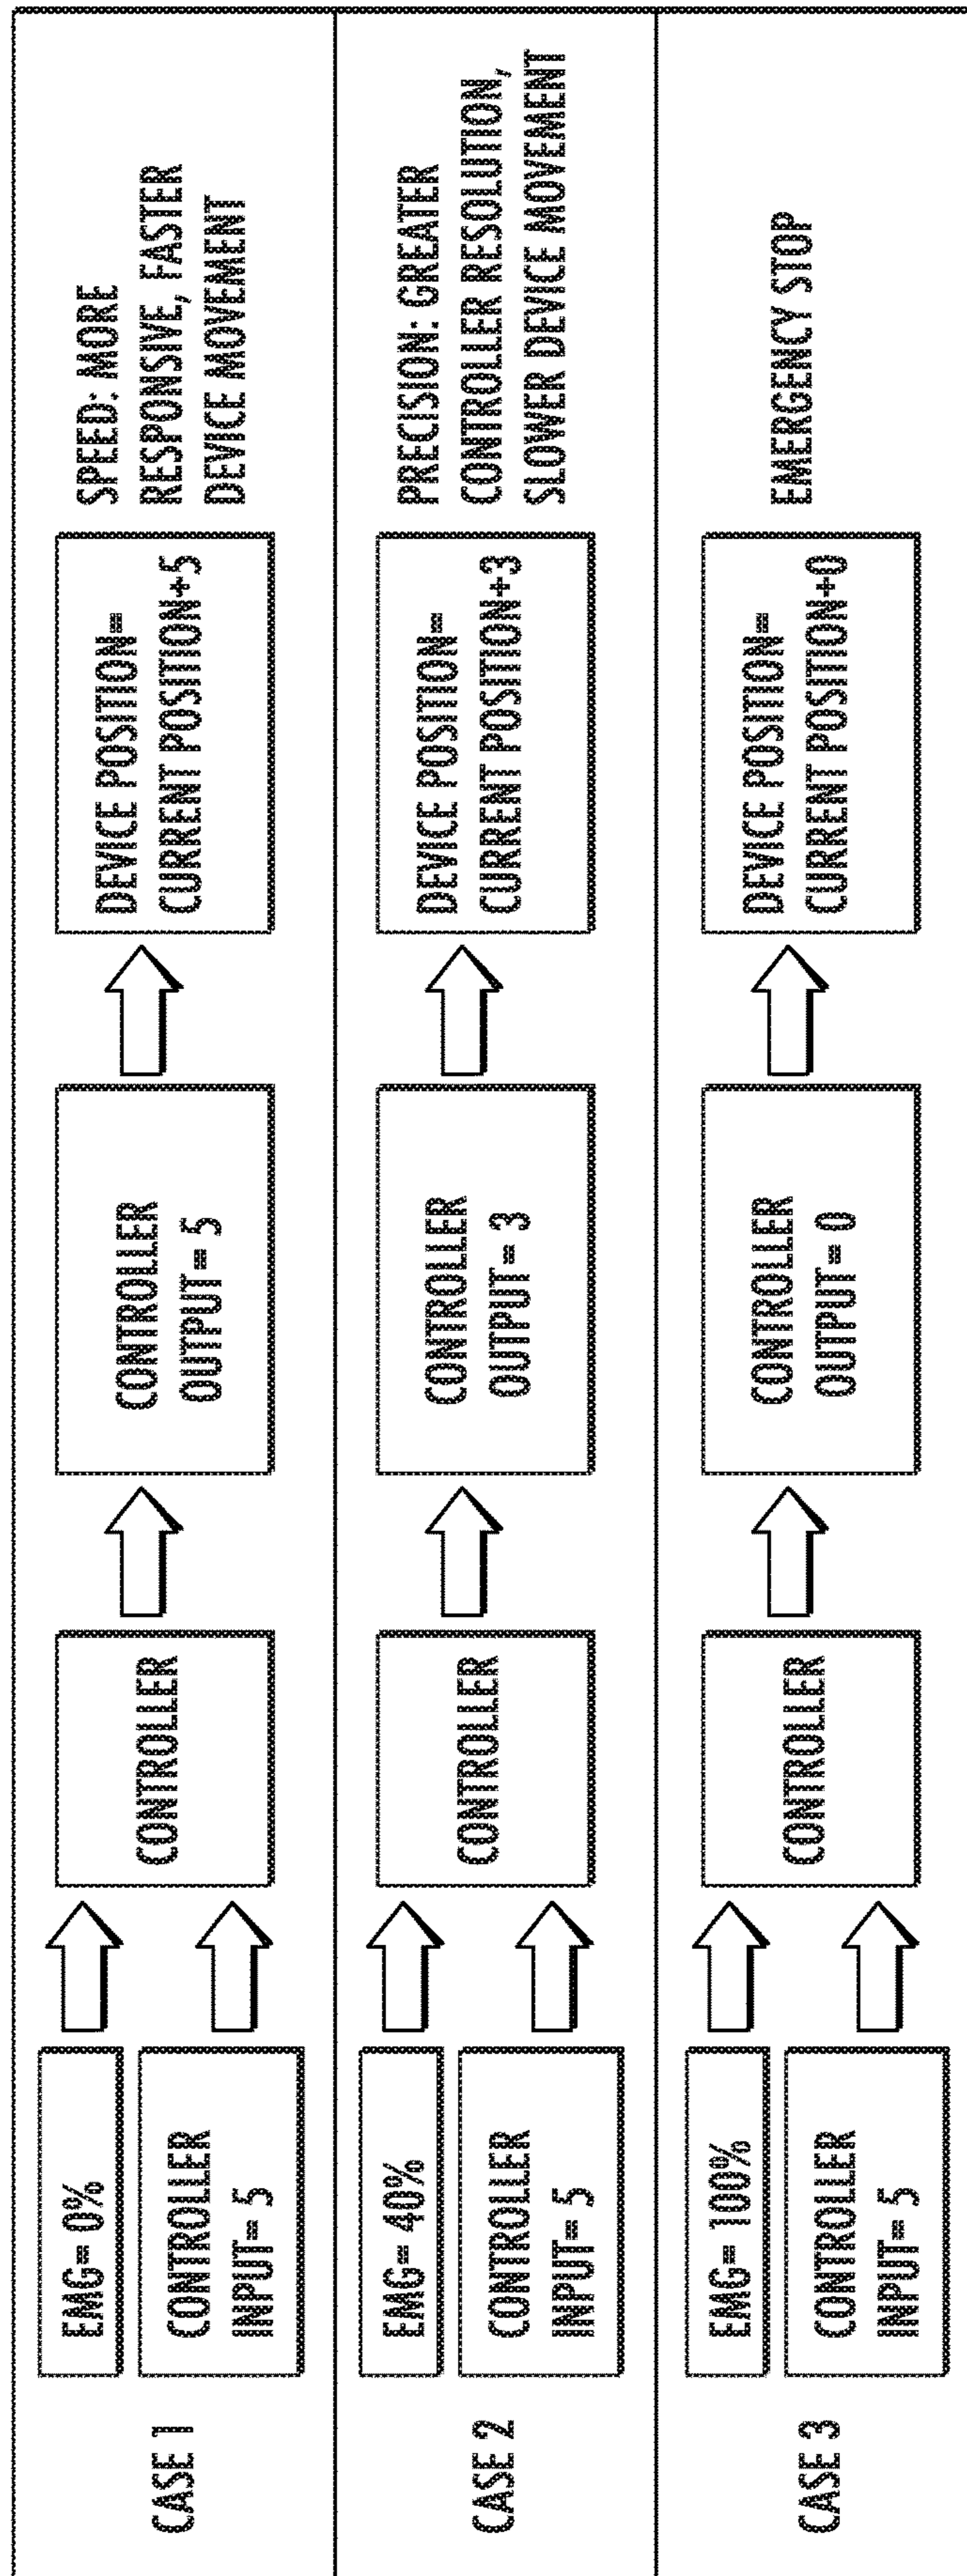 CASE 1
EMG= 0%
CONTROLLER
INPUT= 5
CONTROLLER
CONTROLLER
OUTPUT= 5
DEVICE POSITION=
CURRENT POSITION+5
SPEED: MORE
RESPONSIVE, FASTER
DEVICE MOVEMENT
CASE 2
EMG= 40%
CONTROLLER
INPUT= 5
CONTROLLER
CONTROLLER
OUTPUT= 3
DEVICE POSITION=
CURRENT POSITION+3
PRECISION: GREATER
CONTROLLER RESOLUTION,
SLOWER DEVICE MOVEMENT
CASE 3
EMG= 100%
CONTROLLER
INPUT= 5
CONTROLLER
CONTROLLER
OUTPUT= 0
DEVICE POSITION=
CURRENT POSITION+0
EMERGENCY STOP